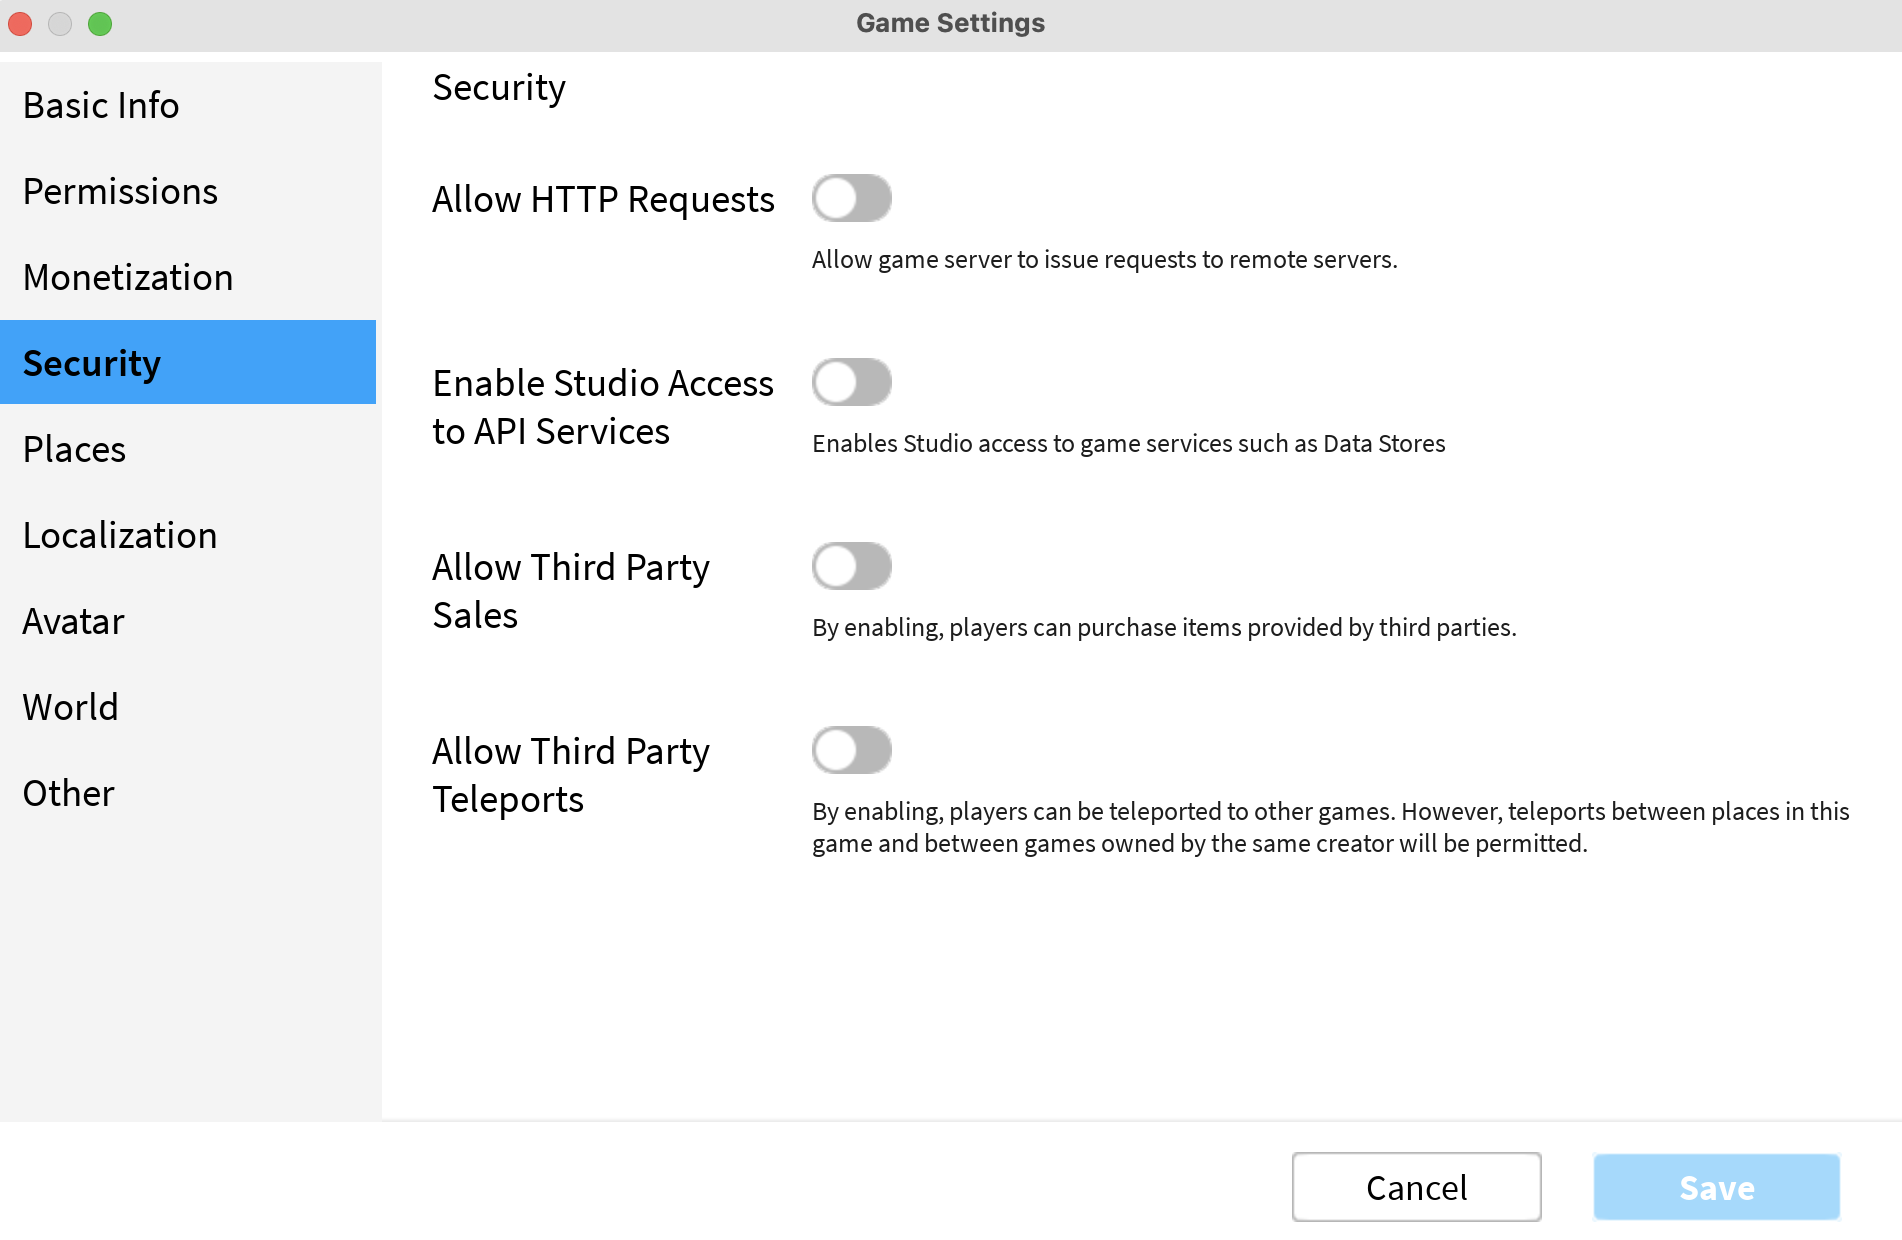 Game Settings
Basic Info
Permissions
Monetization
Security
Places
Localization
Avatar
World
Other
Security
Allow HTTP Requests
Allow game server to issue requests to remote servers.
Enable Studio Access
to API Services
Enables Studio access to game services such as Data Stores
Allow Third Party
Sales
By enabling, players can purchase items provided by third parties.
Allow Third Party
Teleports
By enabling, players can be teleported to other games. However, teleports between places in this
game and between games owned by the same creator will be permitted.
Cancel
Save